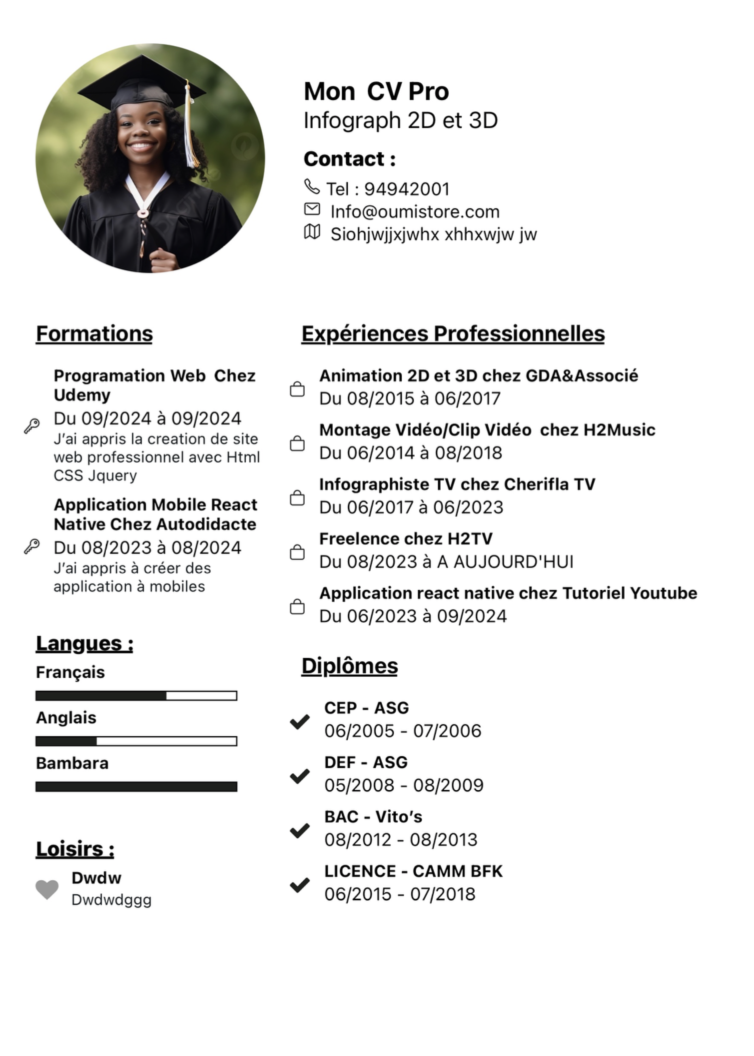 Mon CV Pro
Infograph 2D et 3D
Contact :
Tel : 94942001
Info@oumistore.com
Siohjwjjxjwhx xhhxwjw jw
Formations
Programation Web Chez
Udemy
Du 09/2024 à 09/2024
J’ai appris la creation de site
web professionnel avec Html
CSS Jquery
Application Mobile React
Native Chez Autodidacte
Du 08/2023 à 08/2024
J’ai appris à créer des
application à mobiles
Langues :
Français
Anglais
Bambara
Loisirs :
Dwdw
Dwdwdggg
Expériences Professionnelles
Animation 2D et 3D chez GDA&Associé
Du 08/2015 à 06/2017
Montage Vidéo/Clip Vidéo chez H2Music
Du 06/2014 à 08/2018
Infographiste TV chez Cherifla TV
Du 06/2017 à 06/2023
Freelence chez H2TV
Du 08/2023 à A AUJOURD'HUI
Application react native chez Tutoriel Youtube
Du 06/2023 à 09/2024
Diplômes
CEP - ASG
06/2005 - 07/2006
DEF - ASG
05/2008 - 08/2009
BAC - Vito’s
08/2012 - 08/2013
LICENCE - CAMM BFK
06/2015 - 07/2018